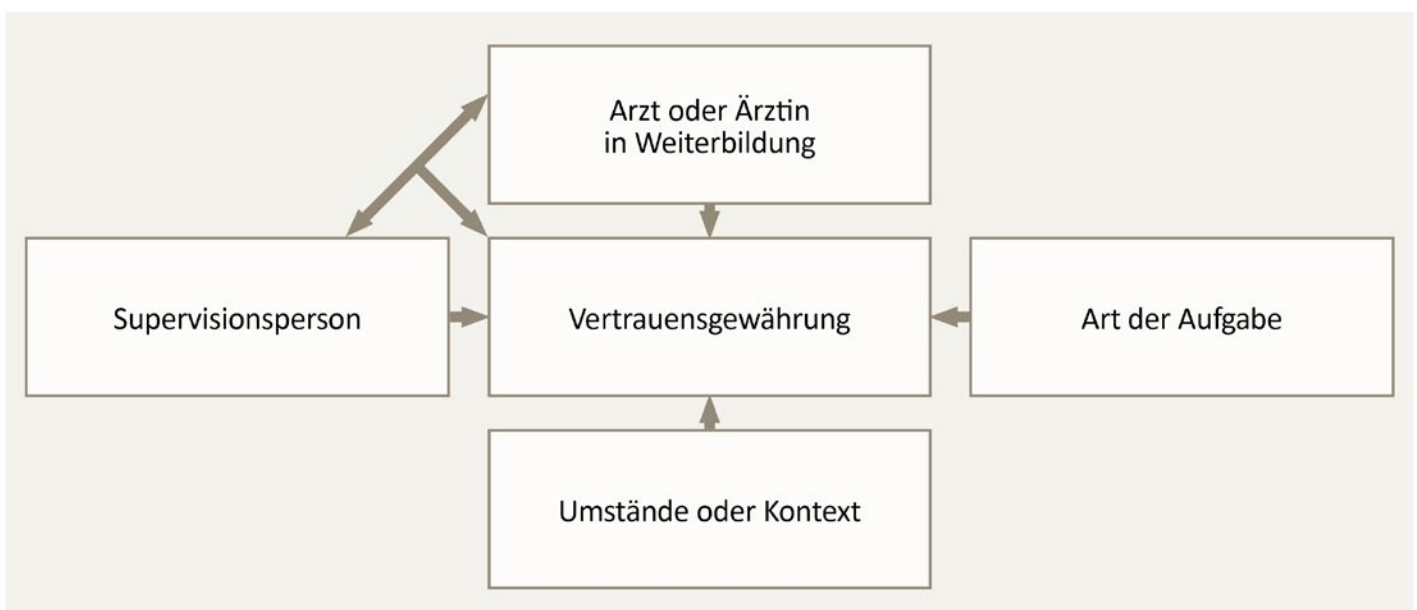 Arzt oder Ärztin
in Weiterbildung
Supervisionsperson
Vertrauensgewährung
Art der Aufgabe
Umstände oder Kontext